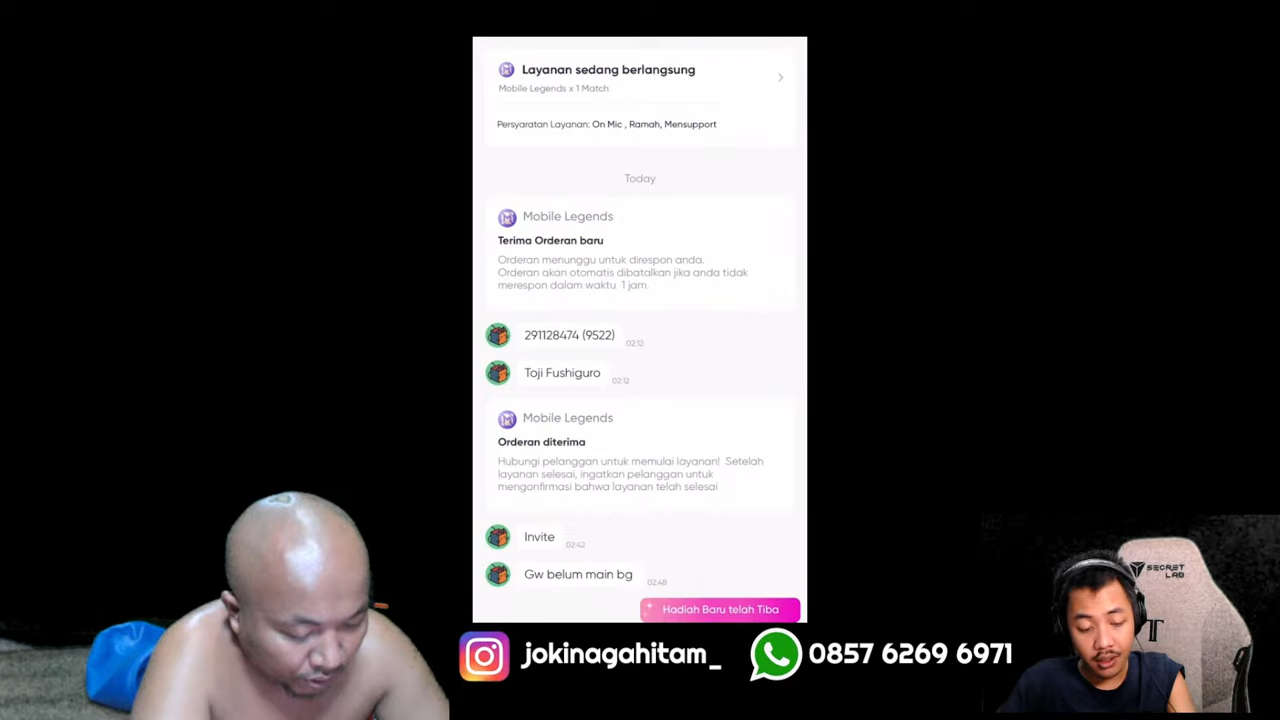 Layanan sedang berlangsung
Mobile Legends x 1 Match
Persyaratan Layanan: On Mic , Ramah, Mensupport
Today
Mobile Legends
Terima Orderan baru
Orderan menunggu untuk direspon anda.
Orderan akan otomatis dibatalkan jika anda tidak
merespon dalam waktu 1 jam.
291128474 (9522)
02:12
Toji Fushiguro
02:12
Mobile Legends
Orderan diterima
Hubungi pelanggan untuk memulai layanan! Setelah
layanan selesai, ingatkan pelanggan untuk
mengonfirmasi bahwa layanan telah selesai
Invite
02:42
Gw belum main bg
02:48
Hadiah Baru telah Tiba
jokinagahitam_
0857 6269 6971
SECRET
LAB
T